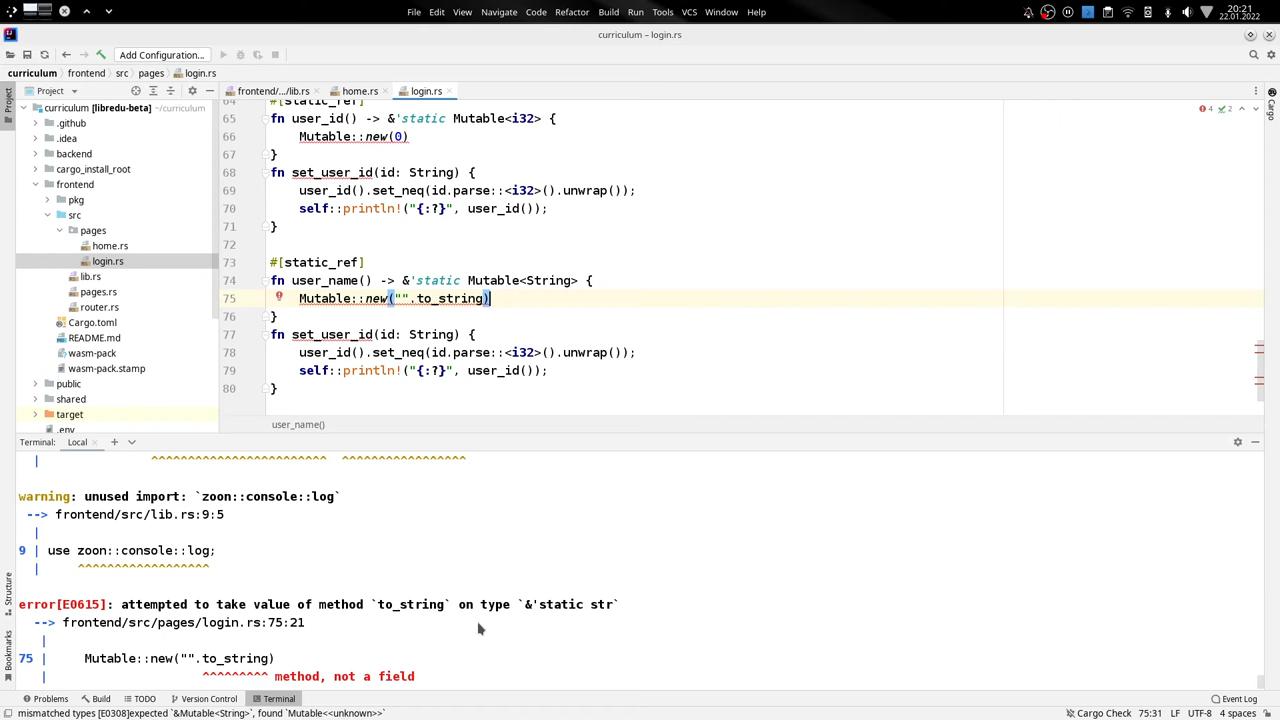 File Edit View Navigate Code Refactor Build Run Tools VCS Window Help
20:21
22.01.2022
curriculum – login.rs
Add Configuration...
curriculum frontend src pages login.rs
Project
Project
frontend/.../lib.rs home.rs login.rs
Cargo
curriculum [libredu-beta] ~/curriculum
.github
.idea
backend
cargo_install_root
frontend
pkg
src
pages
home.rs
login.rs
lib.rs
pages.rs
router.rs
Cargo.toml
README.md
wasm-pack
wasm-pack.stamp
public
shared
target
.env
4 2
64 #[static_ref]
65 fn user_id() -> &'static Mutable<i32> {
66 Mutable::new(0)
67 }
68 fn set_user_id(id: String) {
69 user_id().set_neq(id.parse::<i32>().unwrap());
70 self::println!("{:?}", user_id());
71 }
72
73 #[static_ref]
74 fn user_name() -> &'static Mutable<String> {
75 Mutable::new("".to_string)
76 }
77 fn set_user_id(id: String) {
78 user_id().set_neq(id.parse::<i32>().unwrap());
79 self::println!("{:?}", user_id());
80 }
user_name()
Terminal: Local
| ^^^^^^^^^^^^^^^^^^^^^^^^ ^^^^^^^^^^^^^^^^^
warning: unused import: `zoon::console::log`
--> frontend/src/lib.rs:9:5
|
9 | use zoon::console::log;
| ^^^^^^^^^^^^^^^^^^
error[E0615]: attempted to take value of method `to_string` on type `&'static str`
--> frontend/src/pages/login.rs:75:21
|
75 | Mutable::new("".to_string)
| ^^^^^^^^^ method, not a field
Structure
Bookmarks
Problems Build TODO Version Control Terminal Event Log
mismatched types [E0308]expected `&Mutable<String>`, found `Mutable<<unknown>>` Cargo Check 75:31 LF UTF-8 4 spaces